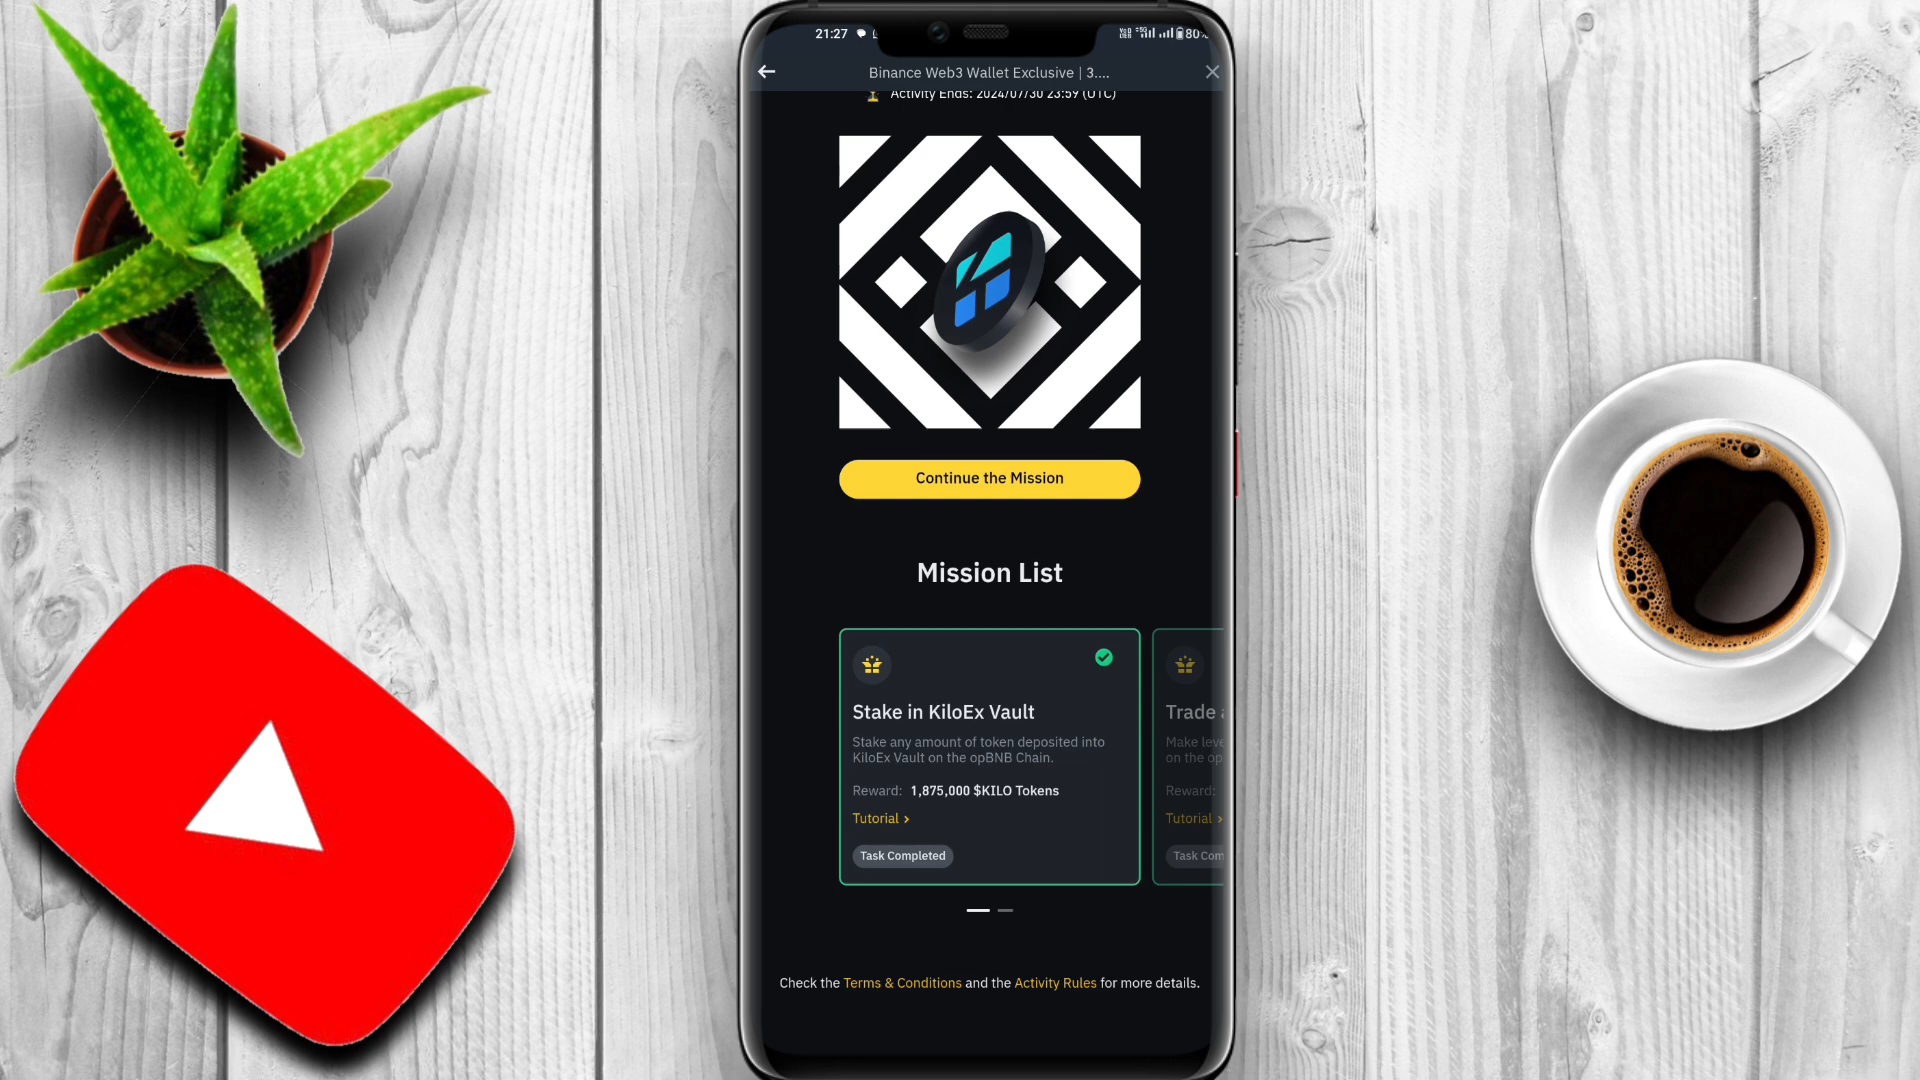 21:27
80%
Binance Web3 Wallet Exclusive | 3....
Activity Ends: 2024/07/30 23:59 (UTC)
Continue the Mission
Mission List
Stake in KiloEx Vault
Stake any amount of token deposited into
KiloEx Vault on the opBNB Chain.
Reward: 1,875,000 $KILO Tokens
Tutorial >
Task Completed
Trade
Make leve
on the op
Reward:
Tutorial >
Task Com
Check the Terms & Conditions and the Activity Rules for more details.